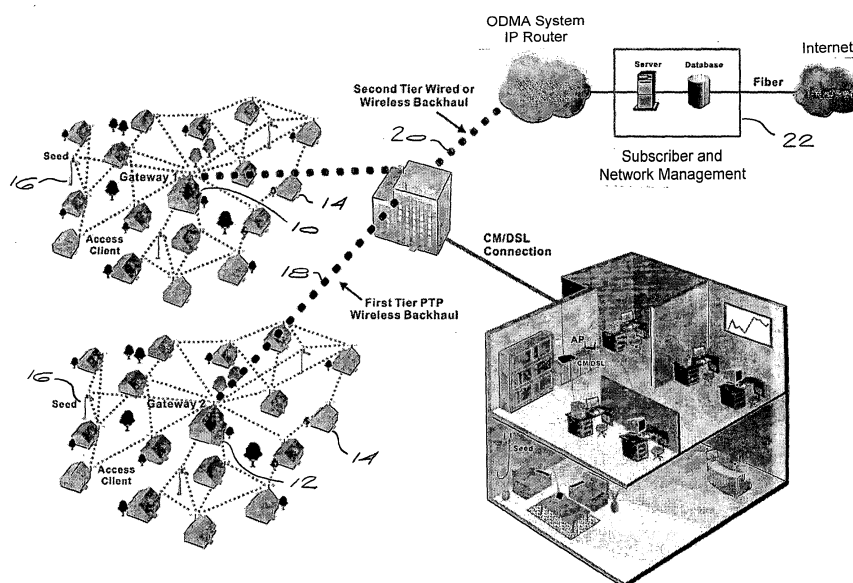 ODMA System
IP Router
Internet
Server
Database
Fiber
Second Tier Wired or
Wireless Backhaul
20
22
Subscriber and
Network Management
Seed
16
Gateway 1
14
10
Access
Client
CM/DSL
Connection
18
First Tier PTP
Wireless Backhaul
AP
CM/DSL
16
Seed
Gateway 2
14
Access
Client
12
Seed